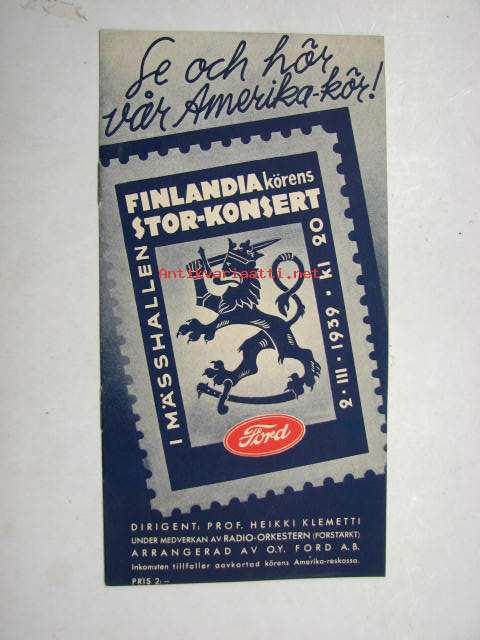 Se och hör
vår Amerika-kör!
FINLANDIA körens
STOR-KONSERT
I MÄSSHALLEN
2 · III · 1939 · kl 20
Antikvariaatti.net
Ford
DIRIGENT: PROF. HEIKKI KLEMETTI
UNDER MEDVERKAN AV RADIO-ORKESTERN (FÖRSTÄRKT)
ARRANGERAD AV O.Y. FORD A.B.
Inkomsten tillfaller oavkortad körens Amerika-reskassa.
PRIS 2:–